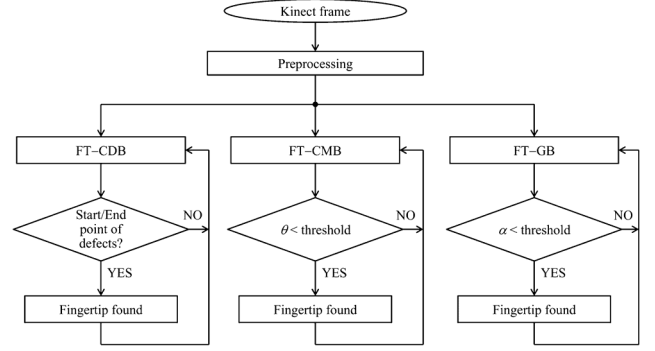 Kinect frame
Preprocessing
FT–CDB
FT–CMB
FT–GB
Start/End
point of
defects?
NO
θ < threshold
NO
α < threshold
NO
YES
YES
YES
Fingertip found
Fingertip found
Fingertip found